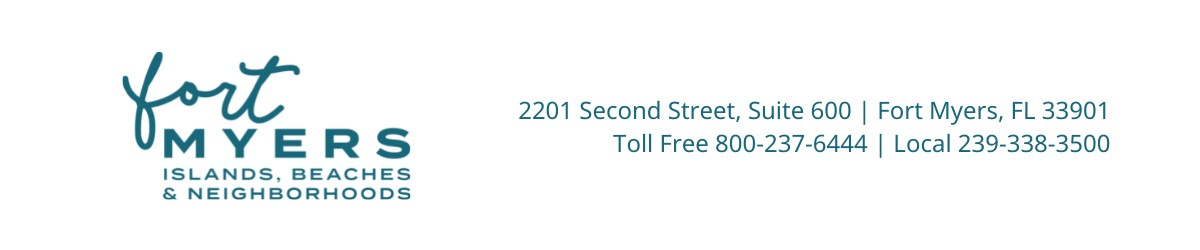 fort
MYERS
ISLANDS, BEACHES
& NEIGHBORHOODS
2201 Second Street, Suite 600 | Fort Myers, FL 33901
Toll Free 800-237-6444 | Local 239-338-3500